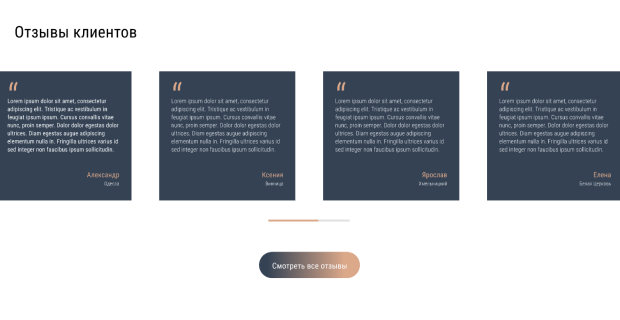 Отзывы клиентов
“
Lorem ipsum dolor sit amet, consectetur
adipiscing elit. Tristique ac vestibulum in
feugiat ipsum ipsum. Cursus convallis vitae
nunc, proin semper. Dolor dolor egestas dolor
ultrices. Diam egestas augue adipiscing
elementum nulla in. Fringilla ultrices varius id
sed integer non faucibus ipsum sollicitudin.
Александр
Одесса
“
Lorem ipsum dolor sit amet, consectetur
adipiscing elit. Tristique ac vestibulum in
feugiat ipsum ipsum. Cursus convallis vitae
nunc, proin semper. Dolor dolor egestas dolor
ultrices. Diam egestas augue adipiscing
elementum nulla in. Fringilla ultrices varius id
sed integer non faucibus ipsum sollicitudin.
Ксения
Винница
“
Lorem ipsum dolor sit amet, consectetur
adipiscing elit. Tristique ac vestibulum in
feugiat ipsum ipsum. Cursus convallis vitae
nunc, proin semper. Dolor dolor egestas dolor
ultrices. Diam egestas augue adipiscing
elementum nulla in. Fringilla ultrices varius id
sed integer non faucibus ipsum sollicitudin.
Ярослав
Хмельницкий
“
Lorem ipsum dolor sit amet, consectetur
adipiscing elit. Tristique ac vestibulum in
feugiat ipsum ipsum. Cursus convallis vitae
nunc, proin semper. Dolor dolor egestas dolor
ultrices. Diam egestas augue adipiscing
elementum nulla in. Fringilla ultrices varius id
sed integer non faucibus ipsum sollicitudin.
Елена
Белая Церковь
Смотреть все отзывы